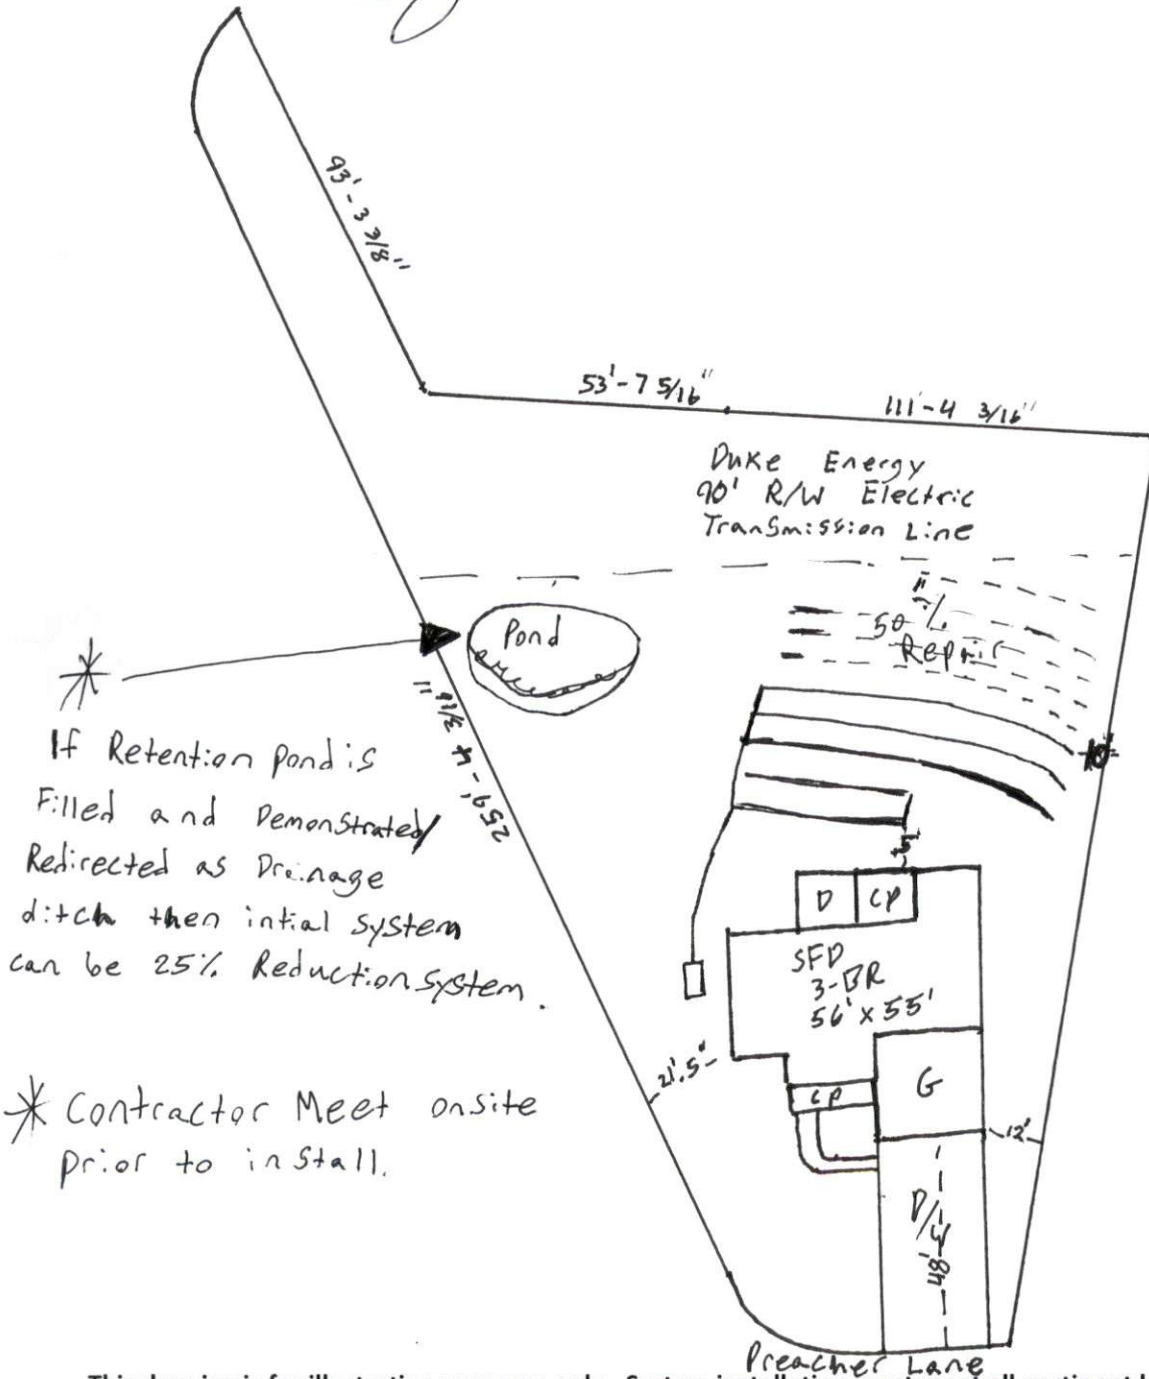 93'-3 3/8"
53'-7 5/16"
111'-4 3/16"
Duke Energy
90' R/W Electric
Transmission Line
50%
Repair
Pond
259'-4 3/16"
If Retention pond is
Filled and Demonstrated/
Redirected as Drainage
ditch then intial system
can be 25% Reduction system.
* Contractor Meet onsite
prior to install.
10'
5'
D
CP
SFD
3-BR
56' x 55'
21'.5"
CP
G
12'
D/W
48'
Preacher Lane